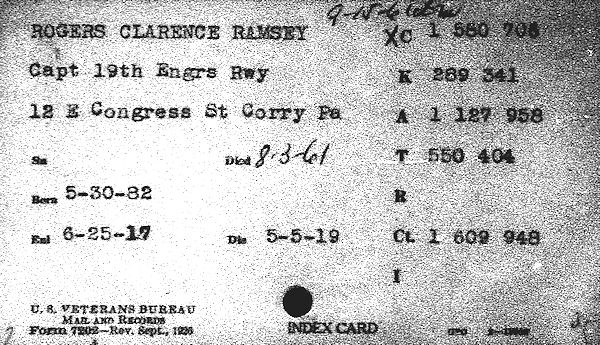 ROGERS CLARENCE RAMSEY XC 1 580 708
Capt 19th Engrs Rwy K 289 341
12 E Congress St Corry Pa A 1 127 958
Sn Died 8-3-61 T 550 404
Born 5-30-82 R
Enl 6-25-17 Dis 5-5-19 Ct. 1 609 948
I
U. S. VETERANS BUREAU
MAIL AND RECORDS
Form 7202—Rev. Sept., 1926 INDEX CARD GPO